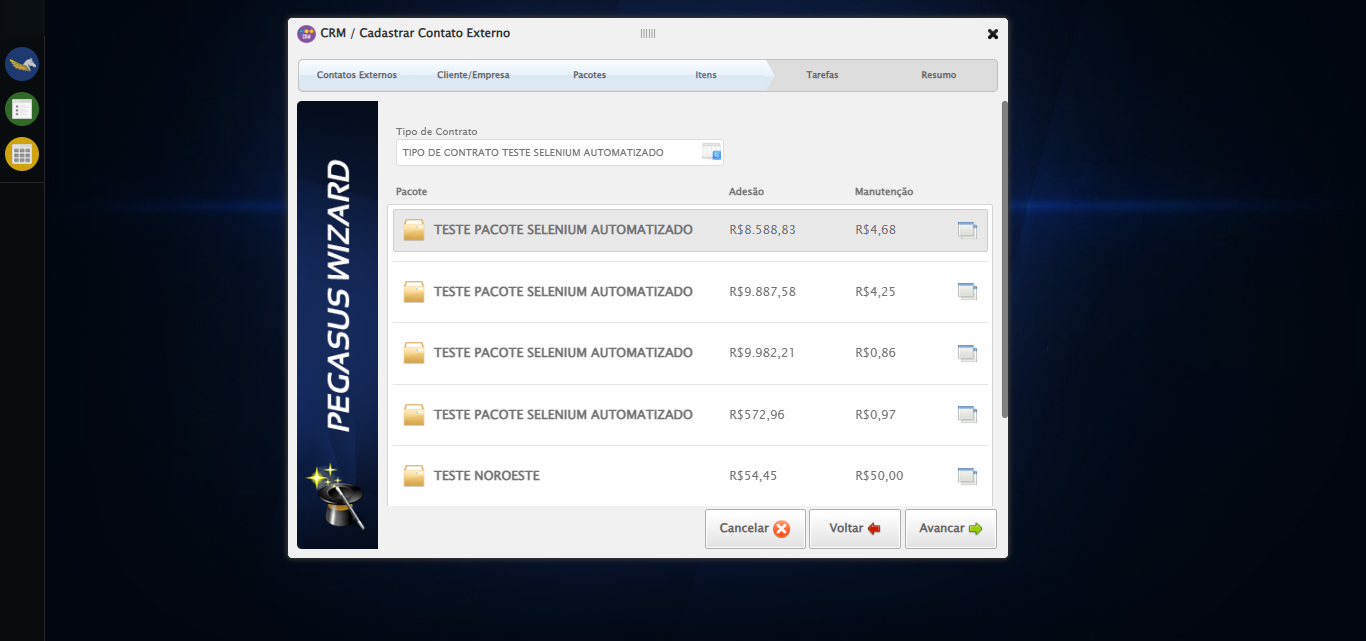 CRM / Cadastrar Contato Externo
Contatos Externos Cliente/Empresa Pacotes Itens Tarefas Resumo
PEGASUS WIZARD
Tipo de Contrato
TIPO DE CONTRATO TESTE SELENIUM AUTOMATIZADO
Pacote Adesão Manutenção
TESTE PACOTE SELENIUM AUTOMATIZADO R$8.588,83 R$4,68
TESTE PACOTE SELENIUM AUTOMATIZADO R$9.887,58 R$4,25
TESTE PACOTE SELENIUM AUTOMATIZADO R$9.982,21 R$0,86
TESTE PACOTE SELENIUM AUTOMATIZADO R$572,96 R$0,97
TESTE NOROESTE R$54,45 R$50,00
Cancelar Voltar Avancar